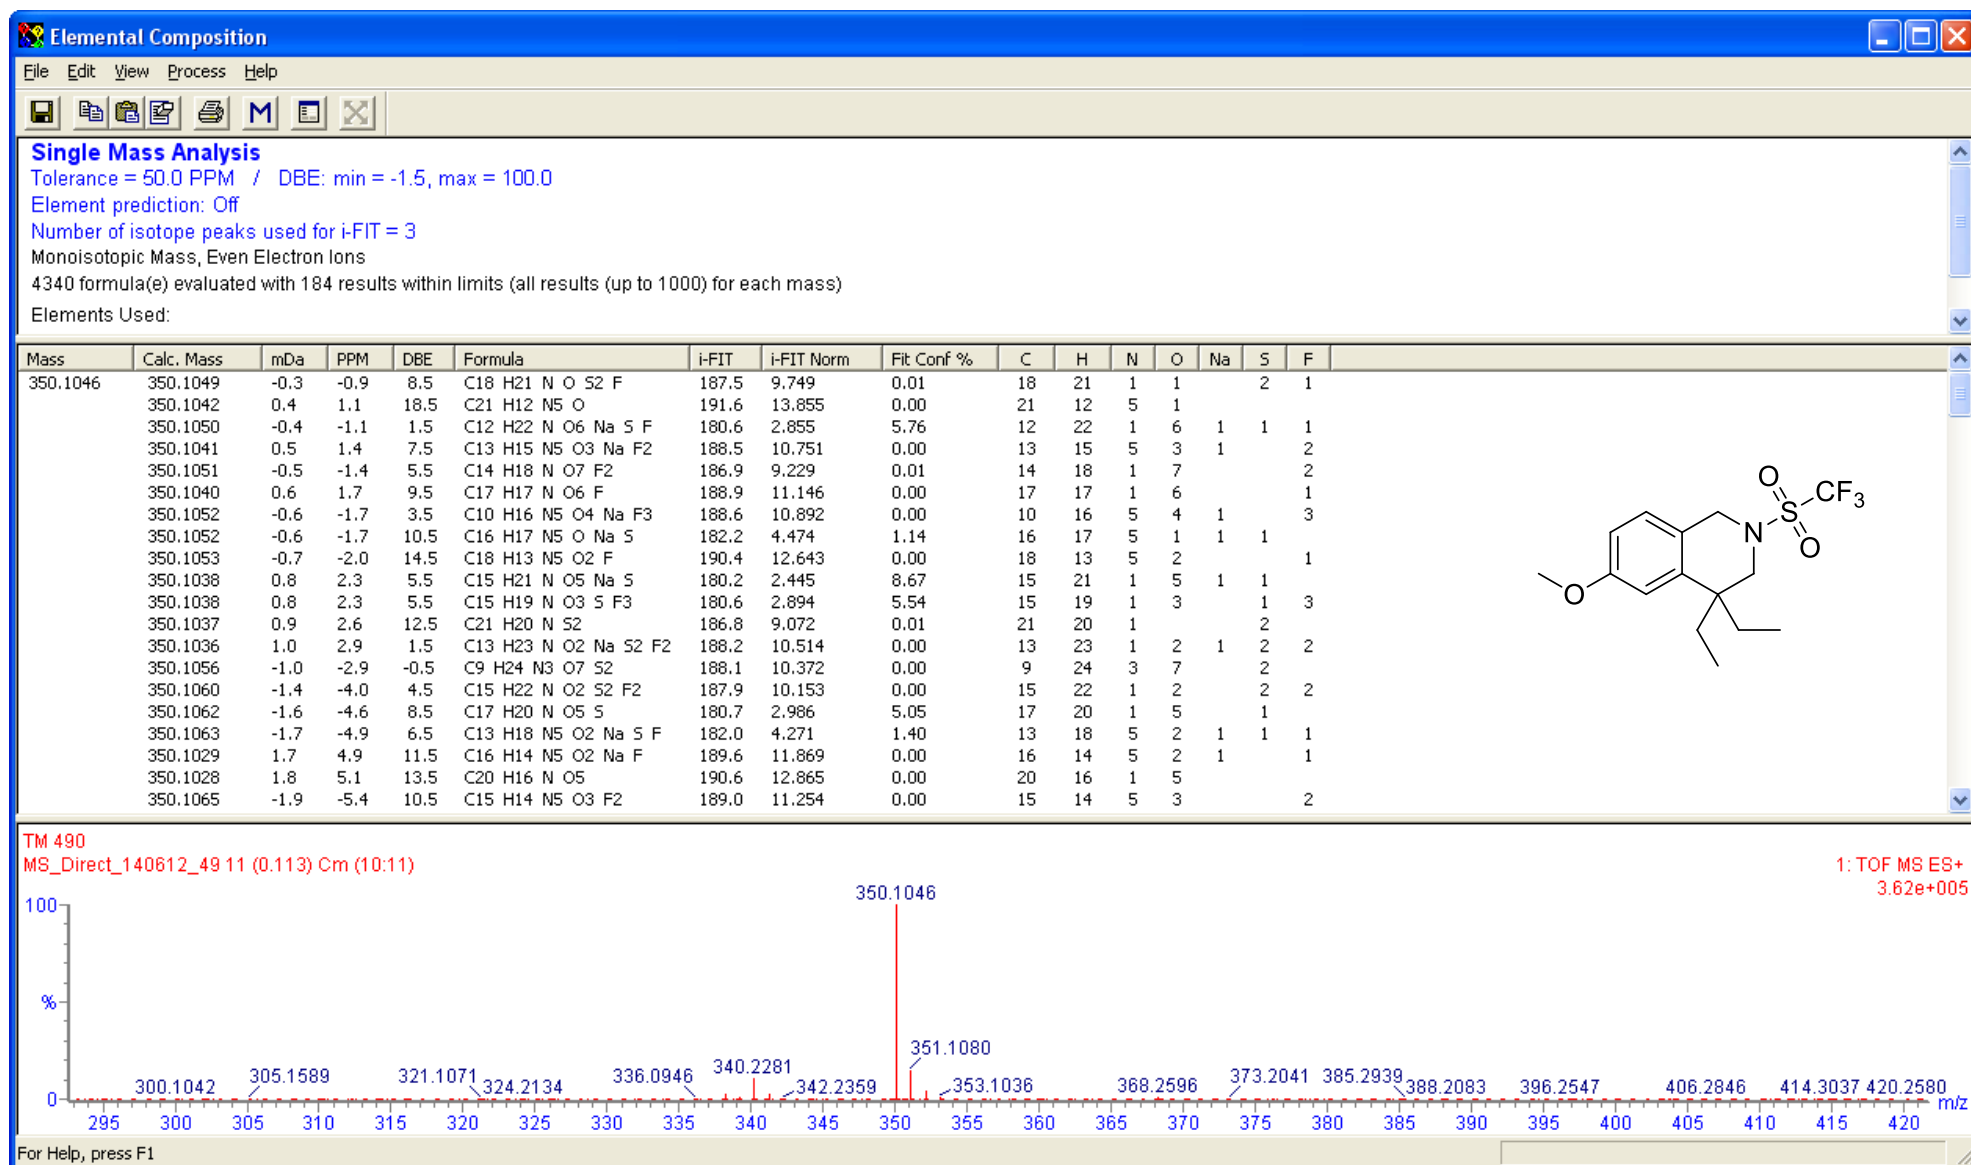 Elemental Composition
File Edit View Process Help
M
Single Mass Analysis
Tolerance = 50.0 PPM / DBE: min = -1.5, max = 100.0
Element prediction: Off
Number of isotope peaks used for i-FIT = 3
Monoisotopic Mass, Even Electron Ions
4340 formula(e) evaluated with 184 results within limits (all results (up to 1000) for each mass)
Elements Used:
Mass Calc. Mass mDa PPM DBE Formula i-FIT i-FIT Norm Fit Conf % C H N O Na S F
350.1046 350.1049 -0.3 -0.9 8.5 C18 H21 N O S2 F 187.5 9.749 0.01 18 21 1 1 2 1
350.1042 0.4 1.1 18.5 C21 H12 N5 O 191.6 13.855 0.00 21 12 5 1
350.1050 -0.4 -1.1 1.5 C12 H22 N O6 Na S F 180.6 2.855 5.76 12 22 1 6 1 1 1
350.1041 0.5 1.4 7.5 C13 H15 N5 O3 Na F2 188.5 10.751 0.00 13 15 5 3 1 2
350.1051 -0.5 -1.4 5.5 C14 H18 N O7 F2 186.9 9.229 0.01 14 18 1 7 2
350.1040 0.6 1.7 9.5 C17 H17 N O6 F 188.9 11.146 0.00 17 17 1 6 1
350.1052 -0.6 -1.7 3.5 C10 H16 N5 O4 Na F3 188.6 10.892 0.00 10 16 5 4 1 3
350.1052 -0.6 -1.7 10.5 C16 H17 N5 O Na S 182.2 4.474 1.14 16 17 5 1 1 1
350.1053 -0.7 -2.0 14.5 C18 H13 N5 O2 F 190.4 12.643 0.00 18 13 5 2 1
350.1038 0.8 2.3 5.5 C15 H21 N O5 Na S 180.2 2.445 8.67 15 21 1 5 1 1
350.1038 0.8 2.3 5.5 C15 H19 N O3 S F3 180.6 2.894 5.54 15 19 1 3 1 3
350.1037 0.9 2.6 12.5 C21 H20 N S2 186.8 9.072 0.01 21 20 1 2
350.1036 1.0 2.9 1.5 C13 H23 N O2 Na S2 F2 188.2 10.514 0.00 13 23 1 2 1 2 2
350.1056 -1.0 -2.9 -0.5 C9 H24 N3 O7 S2 188.1 10.372 0.00 9 24 3 7 2
350.1060 -1.4 -4.0 4.5 C15 H22 N O2 S2 F2 187.9 10.153 0.00 15 22 1 2 2 2
350.1062 -1.6 -4.6 8.5 C17 H20 N O5 S 180.7 2.986 5.05 17 20 1 5 1
350.1063 -1.7 -4.9 6.5 C13 H18 N5 O2 Na S F 182.0 4.271 1.40 13 18 5 2 1 1 1
350.1029 1.7 4.9 11.5 C16 H14 N5 O2 Na F 189.6 11.869 0.00 16 14 5 2 1 1
350.1028 1.8 5.1 13.5 C20 H16 N O5 190.6 12.865 0.00 20 16 1 5
350.1065 -1.9 -5.4 10.5 C15 H14 N5 O3 F2 189.0 11.254 0.00 15 14 5 3 2
O
S CF3
N
O
O
TM 490
MS_Direct_140612_49 11 (0.113) Cm (10:11)
1: TOF MS ES+
3.62e+005
350.1046
100
%
0
351.1080
340.2281
300.1042 305.1589 321.1071 324.2134 336.0946 342.2359 353.1036 368.2596 373.2041 385.2939 388.2083 396.2547 406.2846 414.3037 420.2580
m/z
295 300 305 310 315 320 325 330 335 340 345 350 355 360 365 370 375 380 385 390 395 400 405 410 415 420
For Help, press F1